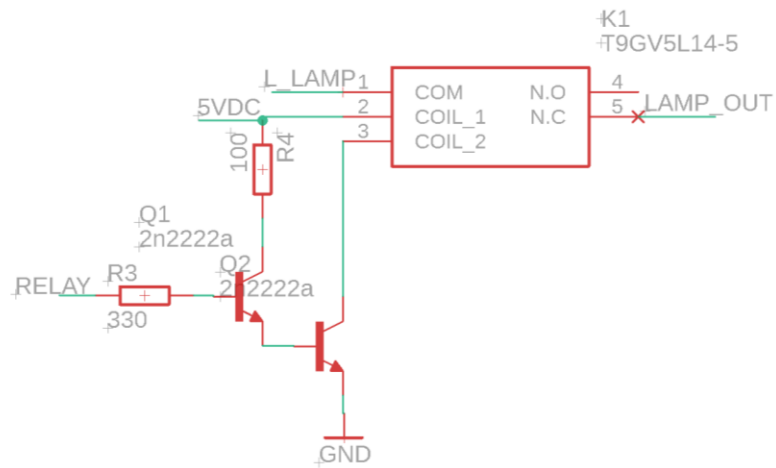 K1
T9GV5L14-5
L_LAMP
1
COM
N.O
4
5VDC
2
COIL_1
N.C
5
LAMP_OUT
3
COIL_2
100
R4
Q1
2n2222a
Q2
2n2222a
RELAY
R3
330
GND